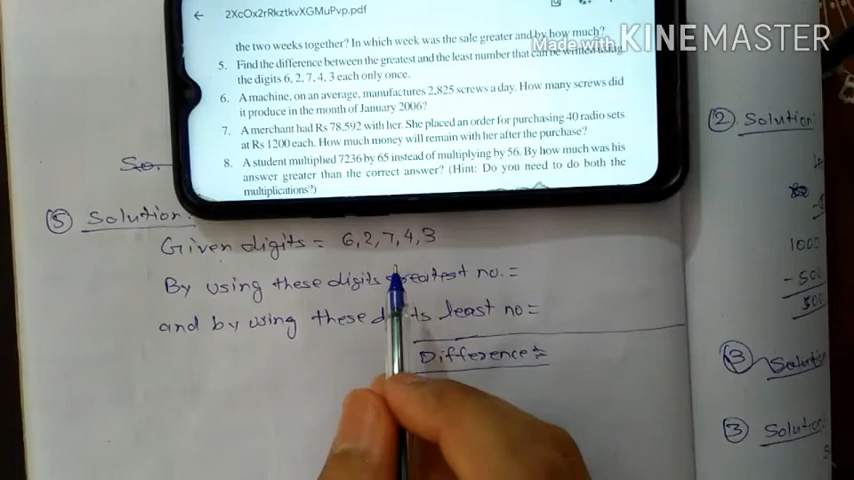 2XcOx2rRkztkvXGMuPvp.pdf
the two weeks together? In which week was the sale greater and by how much?
Made with KINEMASTER
5. Find the difference between the greatest and the least number that can be written using
the digits 6, 2, 7, 4, 3 each only once.
6. A machine, on an average, manufactures 2,825 screws a day. How many screws did
it produce in the month of January 2006?
7. A merchant had Rs 78,592 with her. She placed an order for purchasing 40 radio sets
at Rs 1200 each. How much money will remain with her after the purchase?
8. A student multiplied 7236 by 65 instead of multiplying by 56. By how much was his
answer greater than the correct answer? (Hint: Do you need to do both the
multiplications?)
So.
5 Solution:
Given digits = 6, 2, 7, 4, 3
By using these digits greatest no. =
and by using these digits least no =
Difference =
2 Solution:
1000
- 500
500
3 Solution
3 Solution: